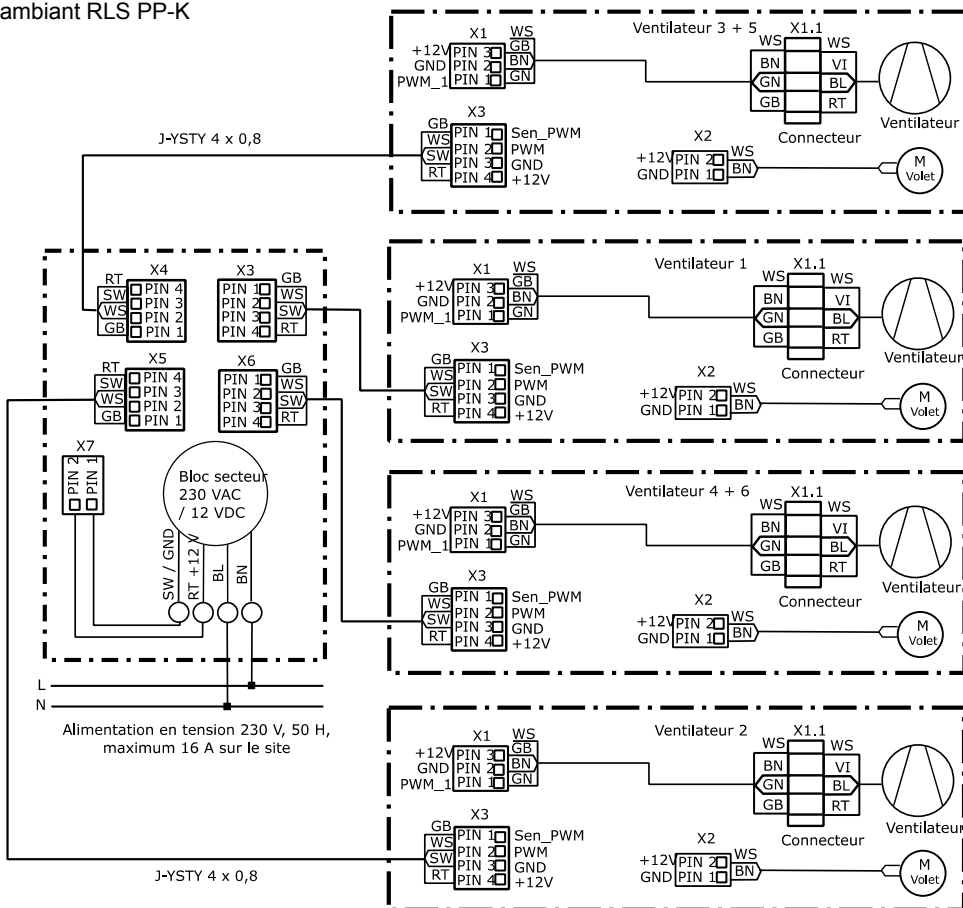 ambiant RLS PP-K
Ventilateur 3 + 5
X1
WS
+12V PIN 3 GB
GND PIN 2 BN
PWM_1 PIN 1 GN
X1.1
WS WS
BN VI
GN BL
GB RT
Connecteur
Ventilateur
X3
GB PIN 1 Sen_PWM
WS PIN 2 PWM
SW PIN 3 GND
RT PIN 4 +12V
X2
+12V PIN 2 WS
GND PIN 1 BN
M
Volet
J-YSTY 4 x 0,8
X4
RT PIN 4
SW PIN 3
WS PIN 2
GB PIN 1
X3
PIN 1 GB
PIN 2 WS
PIN 3 SW
PIN 4 RT
X5
RT PIN 4
SW PIN 3
WS PIN 2
GB PIN 1
X6
PIN 1 GB
PIN 2 WS
PIN 3 SW
PIN 4 RT
X7
PIN 2
PIN 1
Bloc secteur
230 VAC
/ 12 VDC
SW / GND
RT +12 V
BL
BN
L
N
Alimentation en tension 230 V, 50 H,
maximum 16 A sur le site
Ventilateur 1
X1
WS
+12V PIN 3 GB
GND PIN 2 BN
PWM_1 PIN 1 GN
X1.1
WS WS
BN VI
GN BL
GB RT
Connecteur
Ventilateur
X3
GB PIN 1 Sen_PWM
WS PIN 2 PWM
SW PIN 3 GND
RT PIN 4 +12V
X2
+12V PIN 2 WS
GND PIN 1 BN
M
Volet
Ventilateur 4 + 6
X1
WS
+12V PIN 3 GB
GND PIN 2 BN
PWM_1 PIN 1 GN
X1.1
WS WS
BN VI
GN BL
GB RT
Connecteur
Ventilateur
X3
GB PIN 1 Sen_PWM
WS PIN 2 PWM
SW PIN 3 GND
RT PIN 4 +12V
X2
+12V PIN 2 WS
GND PIN 1 BN
M
Volet
Ventilateur 2
X1
WS
+12V PIN 3 GB
GND PIN 2 BN
PWM_1 PIN 1 GN
X1.1
WS WS
BN VI
GN BL
GB RT
Connecteur
Ventilateur
X3
GB PIN 1 Sen_PWM
WS PIN 2 PWM
SW PIN 3 GND
RT PIN 4 +12V
X2
+12V PIN 2 WS
GND PIN 1 BN
M
Volet
J-YSTY 4 x 0,8